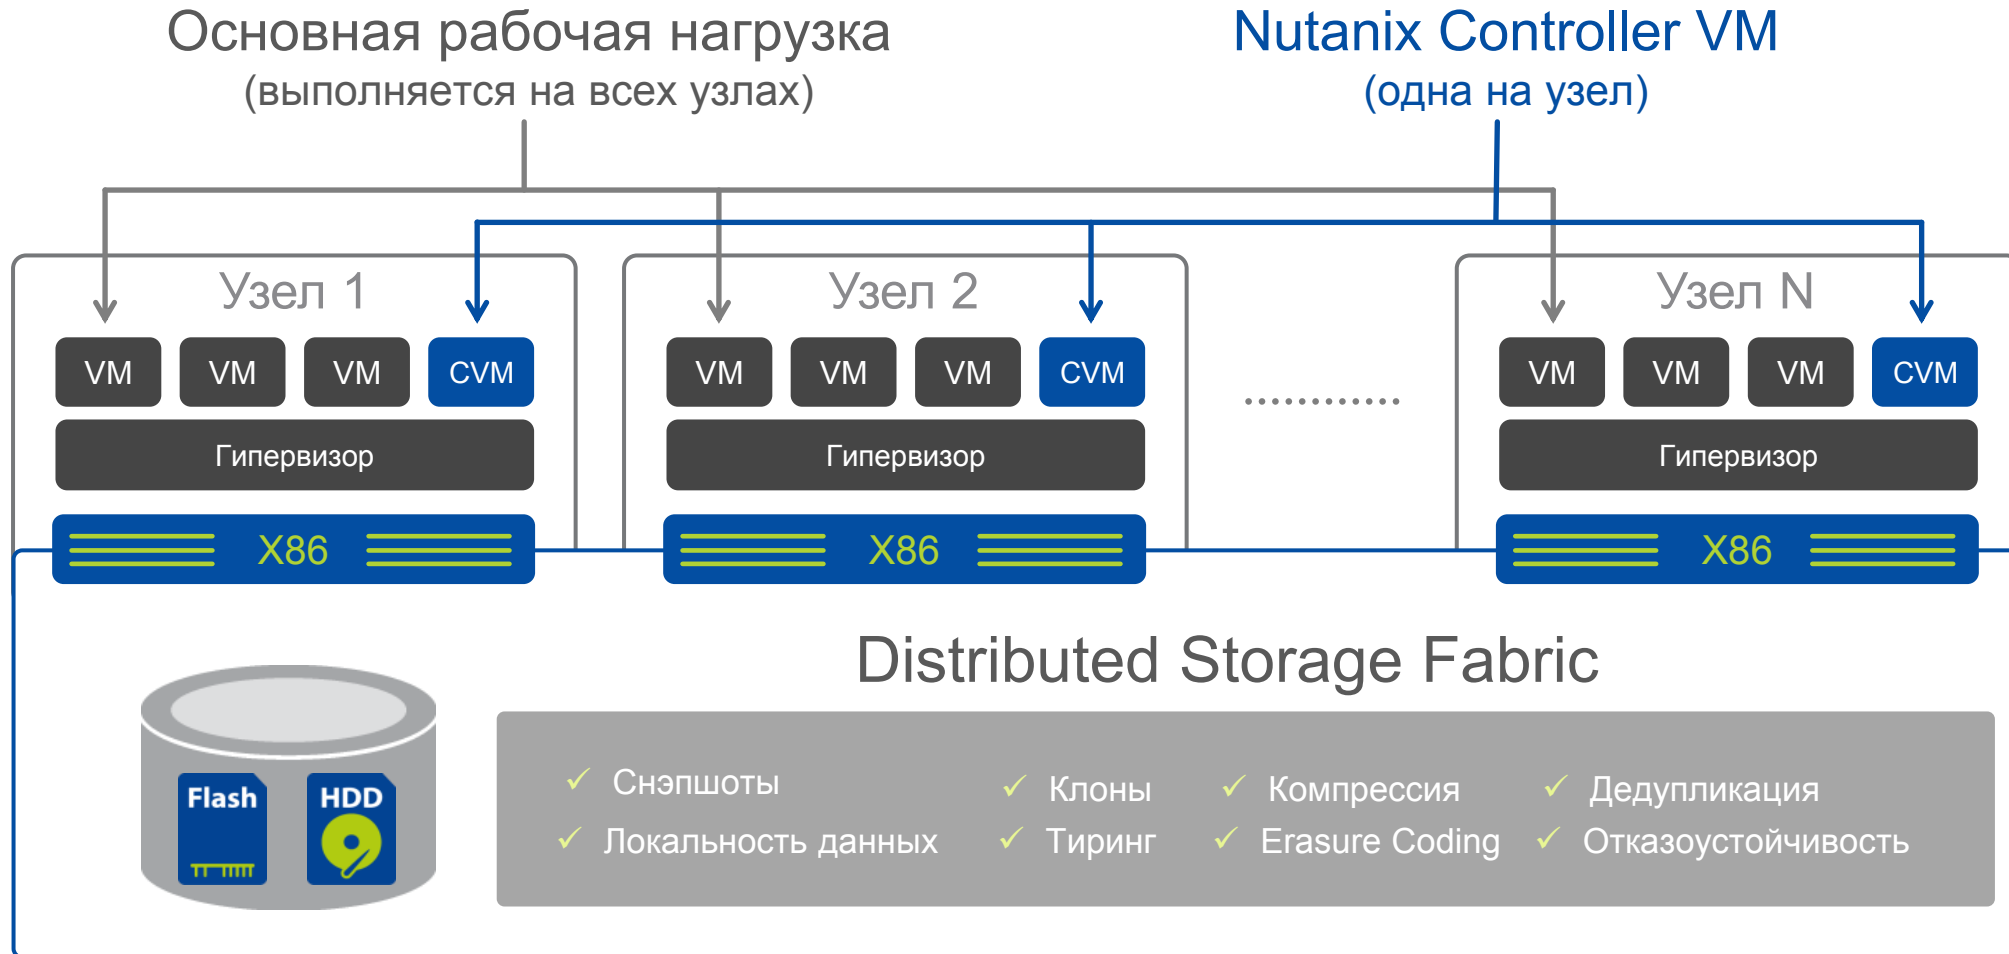 Основная рабочая нагрузка
(выполняется на всех узлах)
Nutanix Controller VM
(одна на узел)
Узел 1
VM
VM
VM
CVM
Гипервизор
X86
Узел 2
VM
VM
VM
CVM
Гипервизор
X86
............
Узел N
VM
VM
VM
CVM
Гипервизор
X86
Distributed Storage Fabric
Flash
HDD
✓ Снэпшоты
✓ Клоны
✓ Компрессия
✓ Дедупликация
✓ Локальность данных
✓ Тиринг
✓ Erasure Coding
✓ Отказоустойчивость